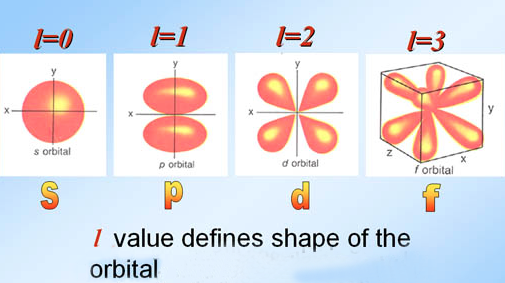 l=0 l=1 l=2 l=3
y y y
x x x y
z x
s orbital p orbital d orbital f orbital
S p d f
l value defines shape of the
orbital